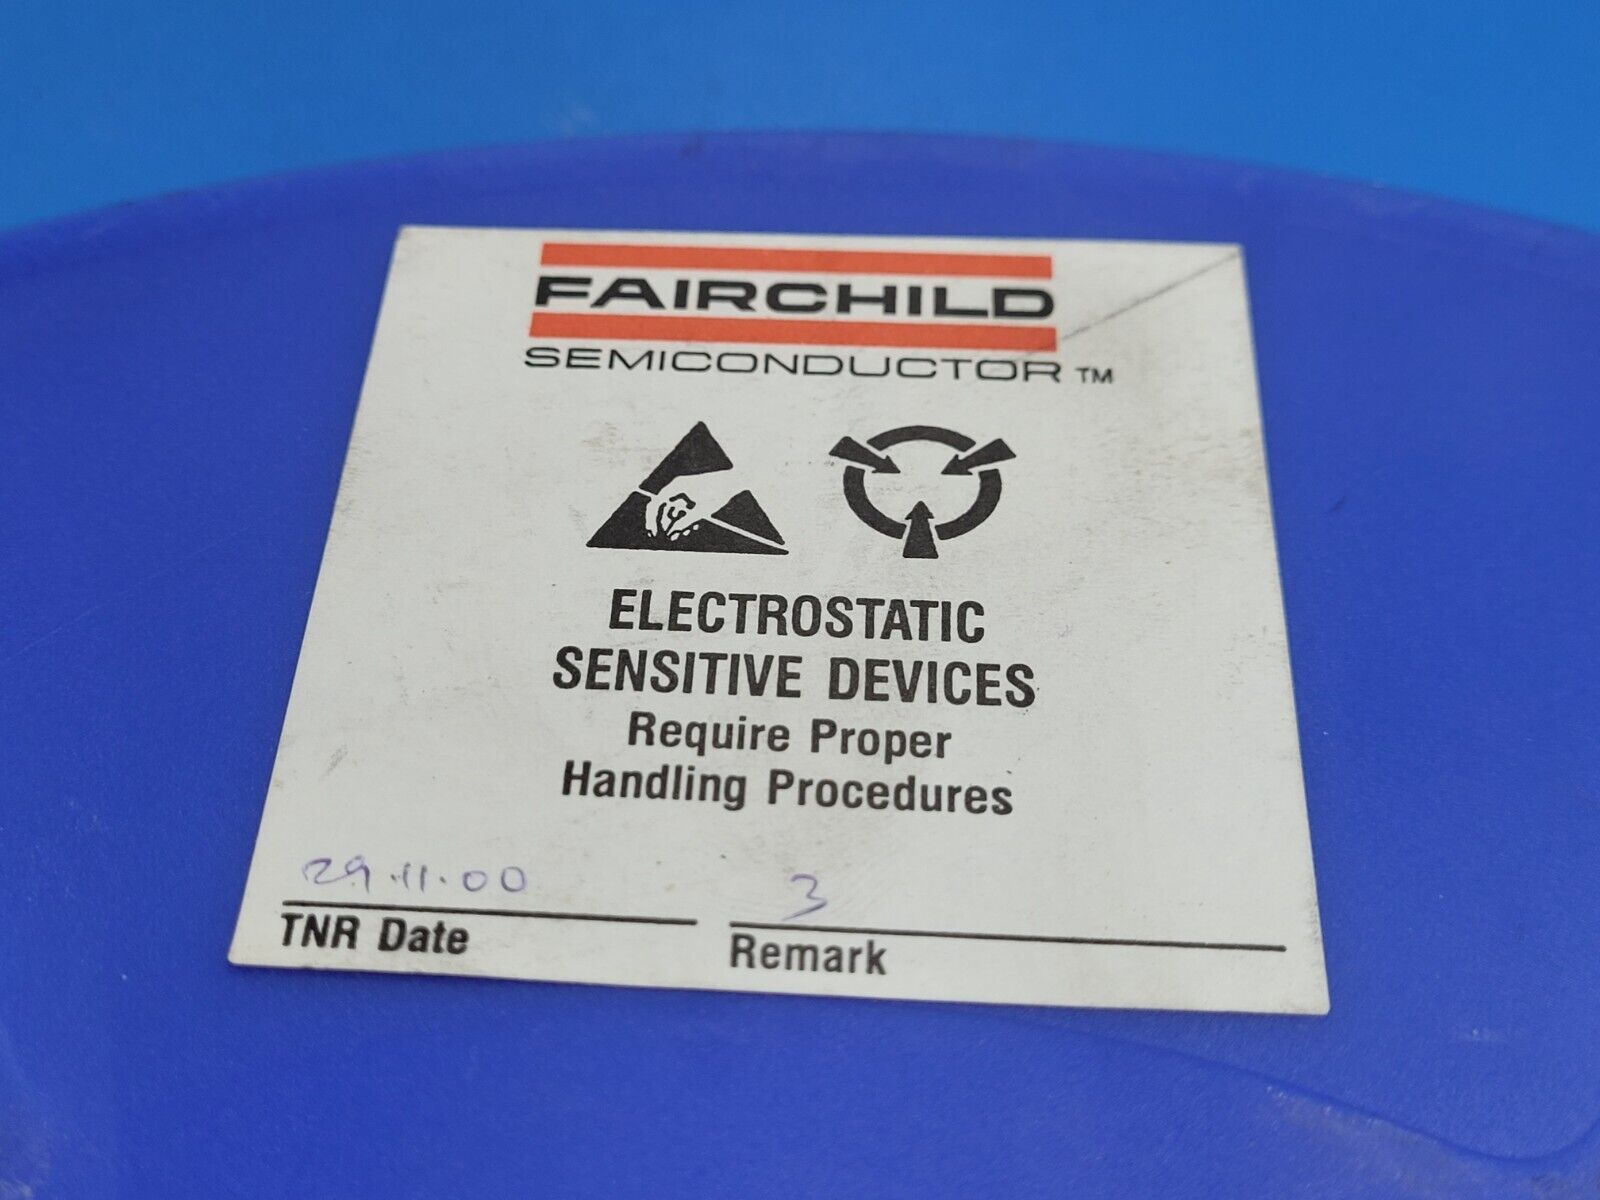 FAIRCHILD
SEMICONDUCTOR™
ELECTROSTATIC
SENSITIVE DEVICES
Require Proper
Handling Procedures
29.11.00 3
TNR Date Remark